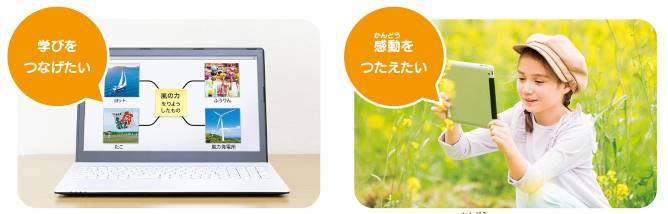 学びを
つなげたい
ヨット
風の力
をりよう
したもの
ふうりん
たこ
風力発電所
かんどう
感動を
つたえたい